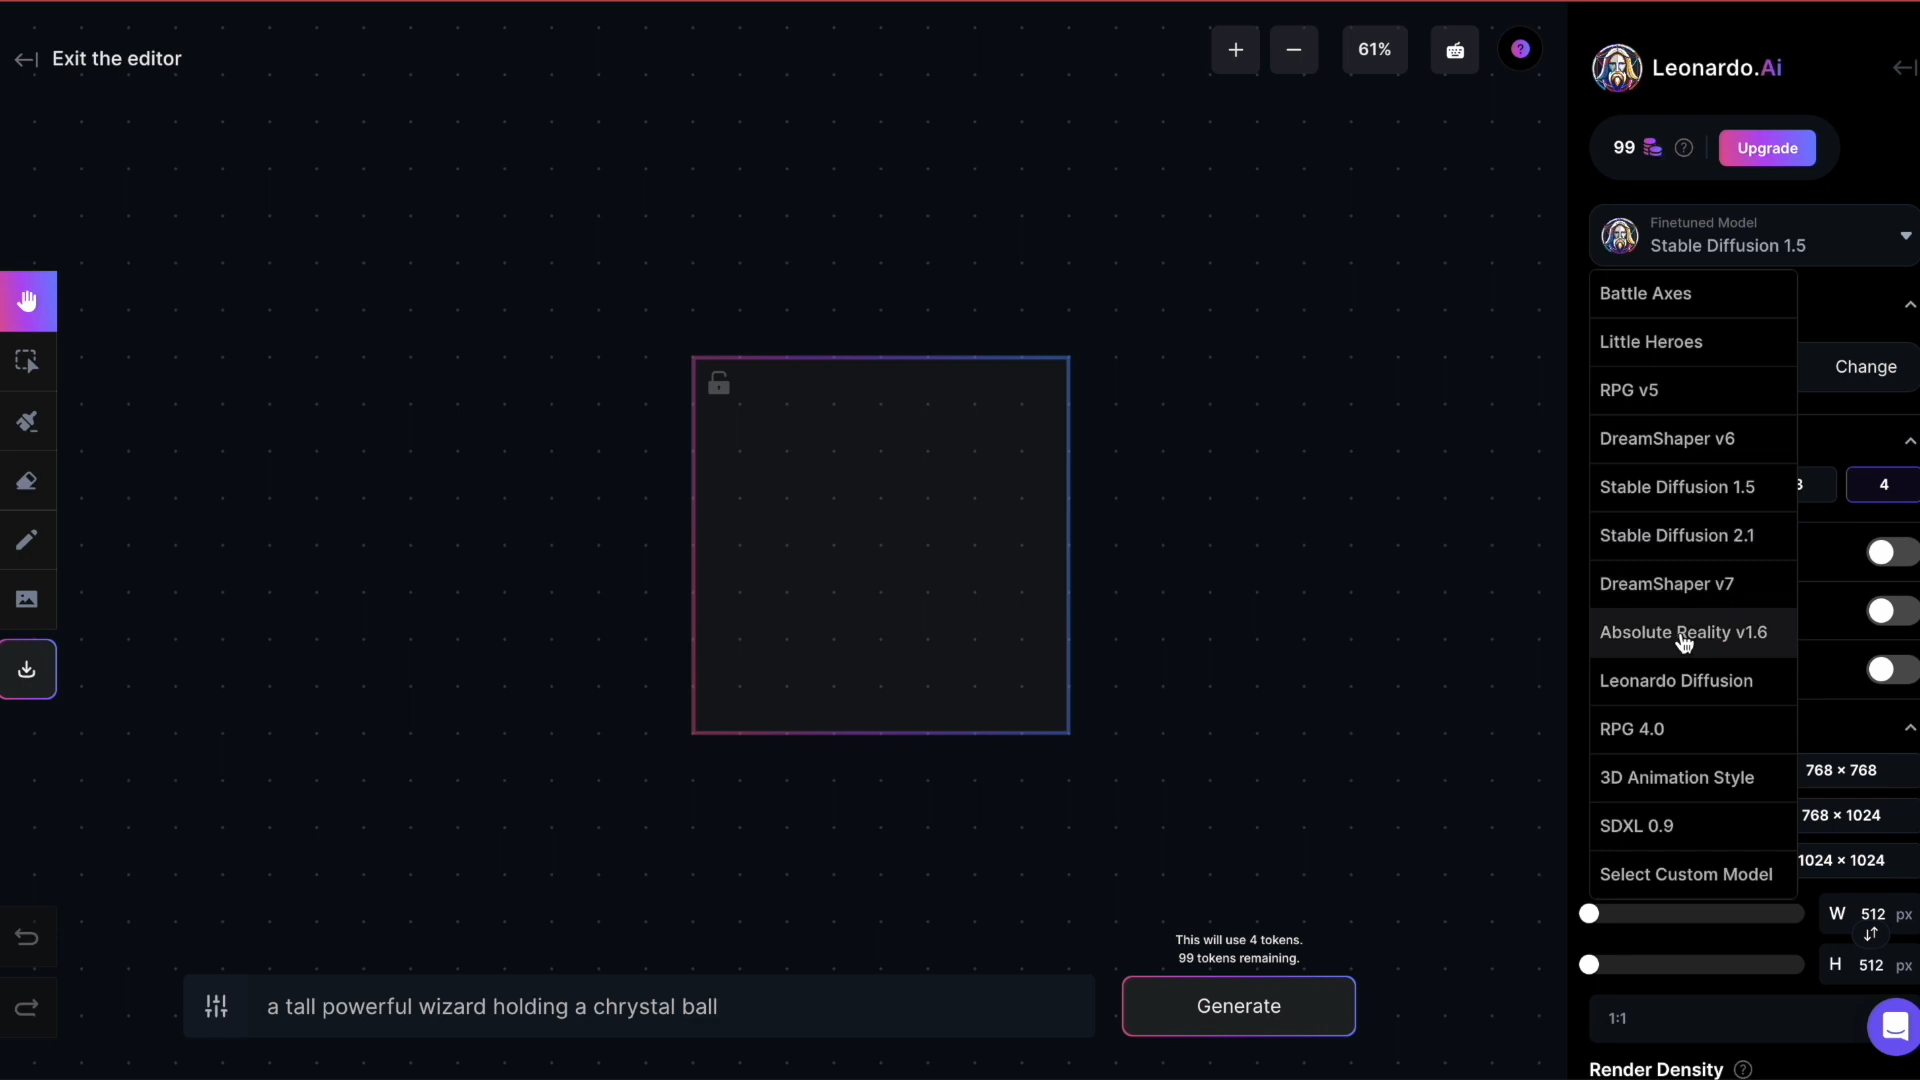 Exit the editor
61%
?
Leonardo.Ai
99
?
Upgrade
Finetuned Model
Stable Diffusion 1.5
Battle Axes
Little Heroes
RPG v5
DreamShaper v6
Stable Diffusion 1.5
Stable Diffusion 2.1
DreamShaper v7
Absolute Reality v1.6
Leonardo Diffusion
RPG 4.0
3D Animation Style
SDXL 0.9
Select Custom Model
Change
3
4
768 × 768
768 × 1024
1024 × 1024
W 512 px
H 512 px
1:1
Render Density ?
This will use 4 tokens.
99 tokens remaining.
a tall powerful wizard holding a chrystal ball
Generate